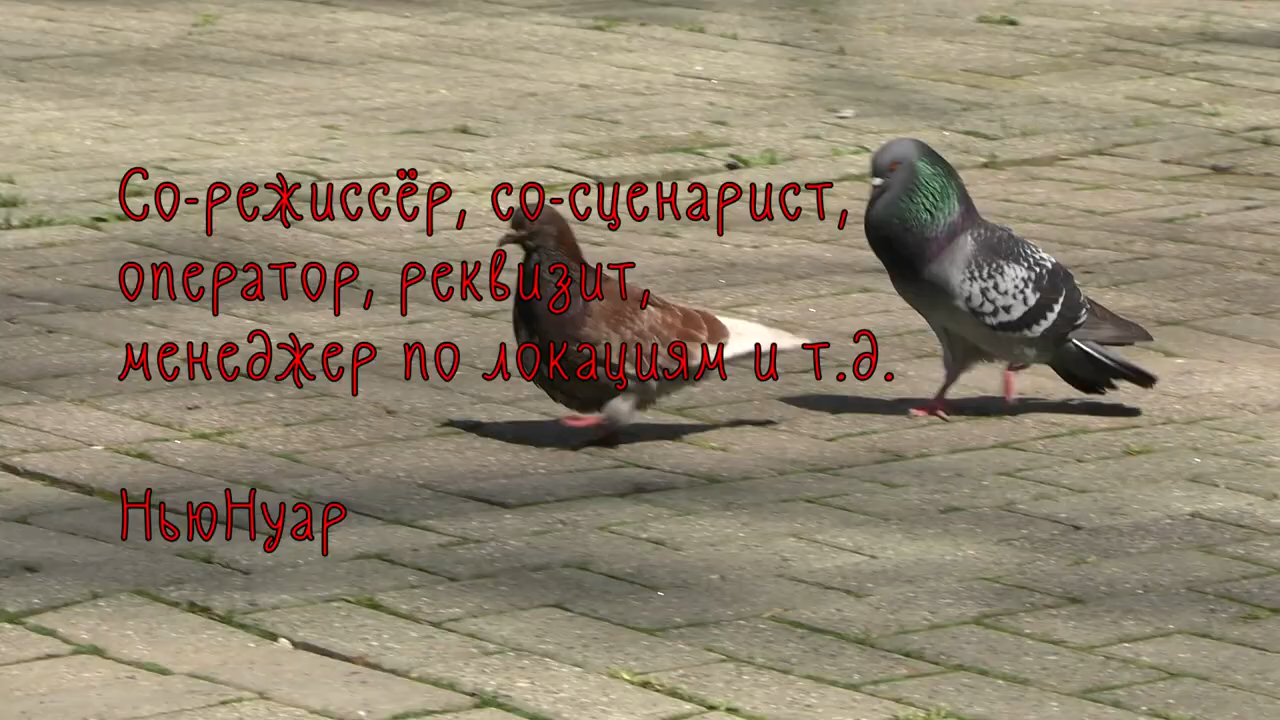 Со-режиссёр, со-сценарист,
оператор, реквизит,
менеджер по локациям и т.д.
НьюНуар